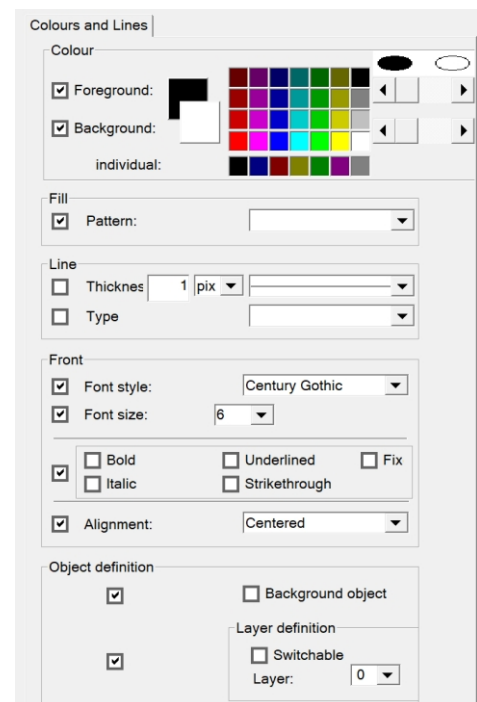 Colours and Lines
Colour
Foreground:
Background:
individual:
Fill
Pattern:
Line
Thicknes 1 pix
Type
Front
Font style: Century Gothic
Font size: 6
Bold Underlined Fix
Italic Strikethrough
Alignment: Centered
Object definition
Background object
Layer definition
Switchable
Layer: 0